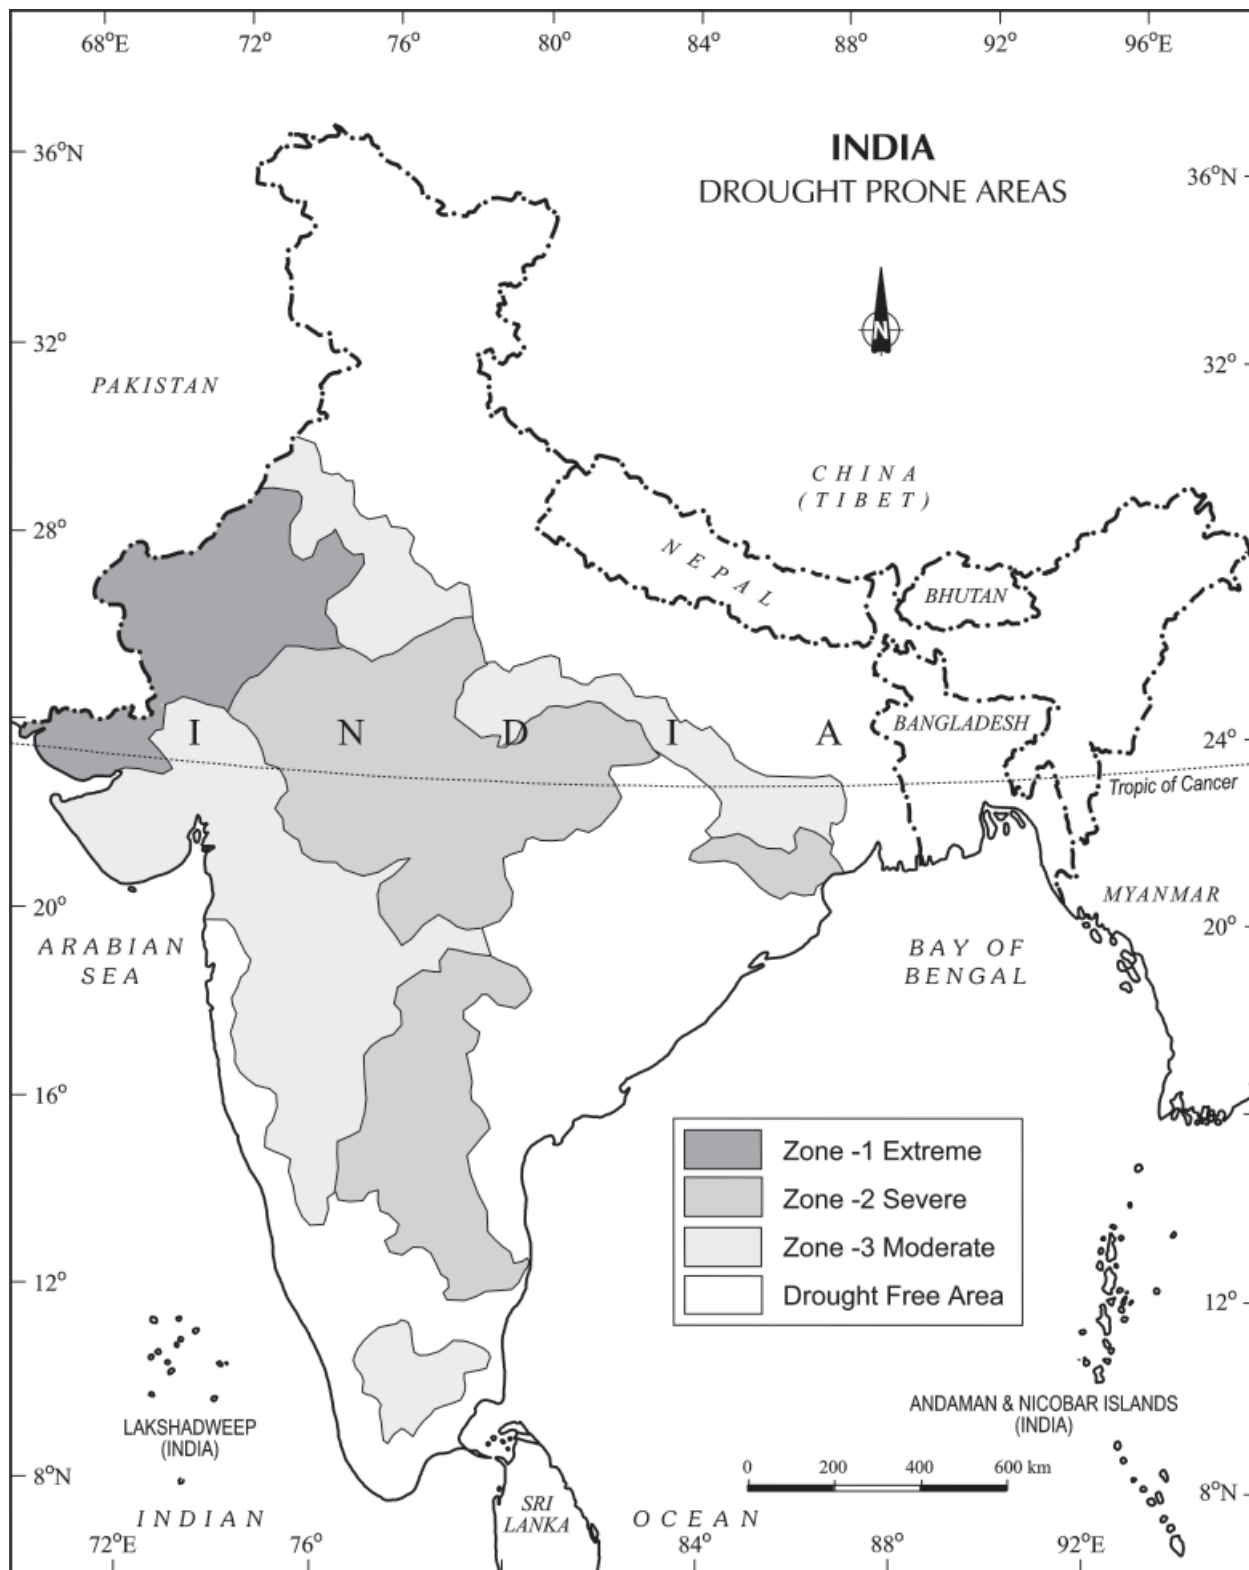 68°E 72° 76° 80° 84° 88° 92° 96°E
INDIA
DROUGHT PRONE AREAS
36°N
36°N
N
32°
32°
PAKISTAN
CHINA
(TIBET)
28°
NEPAL
BHUTAN
I N D I A
BANGLADESH
24°
Tropic of Cancer
20°
20°
MYANMAR
ARABIAN
SEA
BAY OF
BENGAL
16°
Zone -1 Extreme
Zone -2 Severe
Zone -3 Moderate
Drought Free Area
12°
12°
LAKSHADWEEP
(INDIA)
ANDAMAN & NICOBAR ISLANDS
(INDIA)
0 200 400 600 km
8°N
8°N
SRI
LANKA
INDIAN OCEAN
72°E 76° 84° 88° 92°E